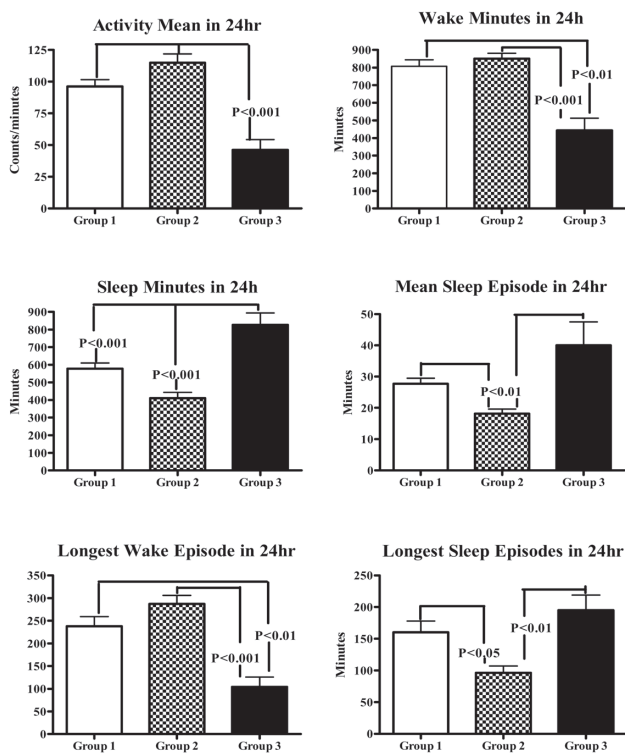 Activity Mean in 24hr
Counts/minutes
125
100
75
50
25
0
P<0.001
Group 1 Group 2 Group 3
Wake Minutes in 24h
Minutes
900
800
700
600
500
400
300
200
100
0
P<0.01
P<0.001
Group 1 Group 2 Group 3
Sleep Minutes in 24h
Minutes
900
800
700
600
500
400
300
200
100
0
P<0.001
P<0.001
Group 1 Group 2 Group 3
Mean Sleep Episode in 24hr
Minutes
50
40
30
20
10
0
P<0.01
Group 1 Group 2 Group 3
Longest Wake Episode in 24hr
Minutes
350
300
250
200
150
100
50
0
P<0.01
P<0.001
Group 1 Group 2 Group 3
Longest Sleep Episodes in 24hr
Minutes
250
200
150
100
50
0
P<0.01
P<0.05
Group 1 Group 2 Group 3